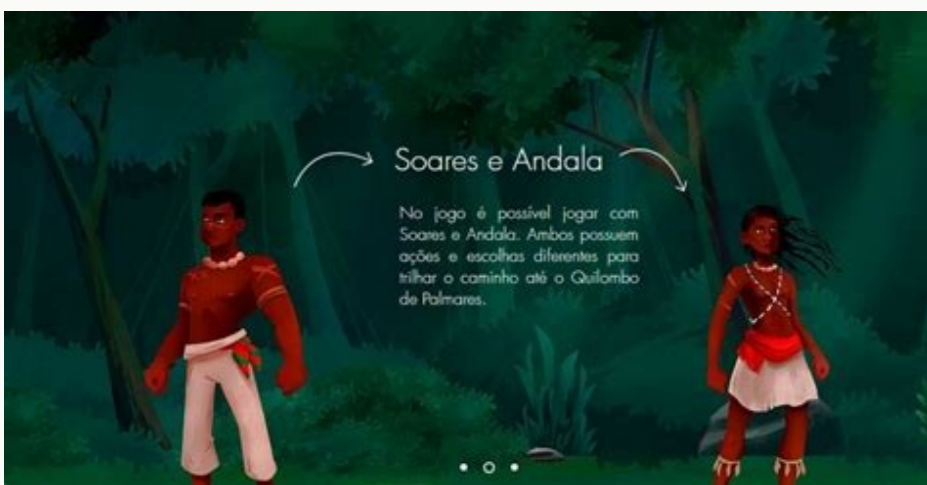 Soares e Andala
No jogo é possível jogar com
Soares e Andala. Ambos possuem
ações e escolhas diferentes para
trilhar o caminho até o Quilombo
de Palmares.